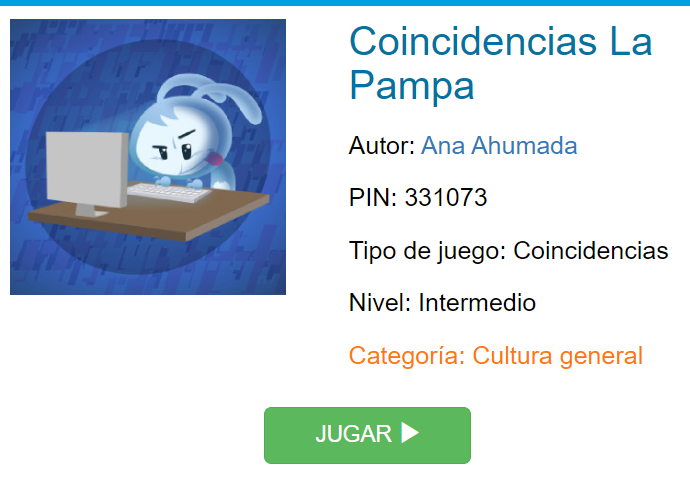 Coincidencias La
Pampa
Autor: Ana Ahumada
PIN: 331073
Tipo de juego: Coincidencias
Nivel: Intermedio
Categoría: Cultura general
JUGAR